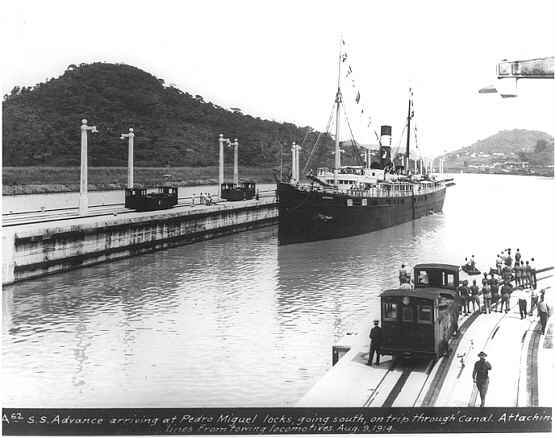 A62 S.S. Advance arriving at Pedro Miguel locks, going south, on trip through Canal. Attaching
lines from towing locomotives Aug. 9, 1914.